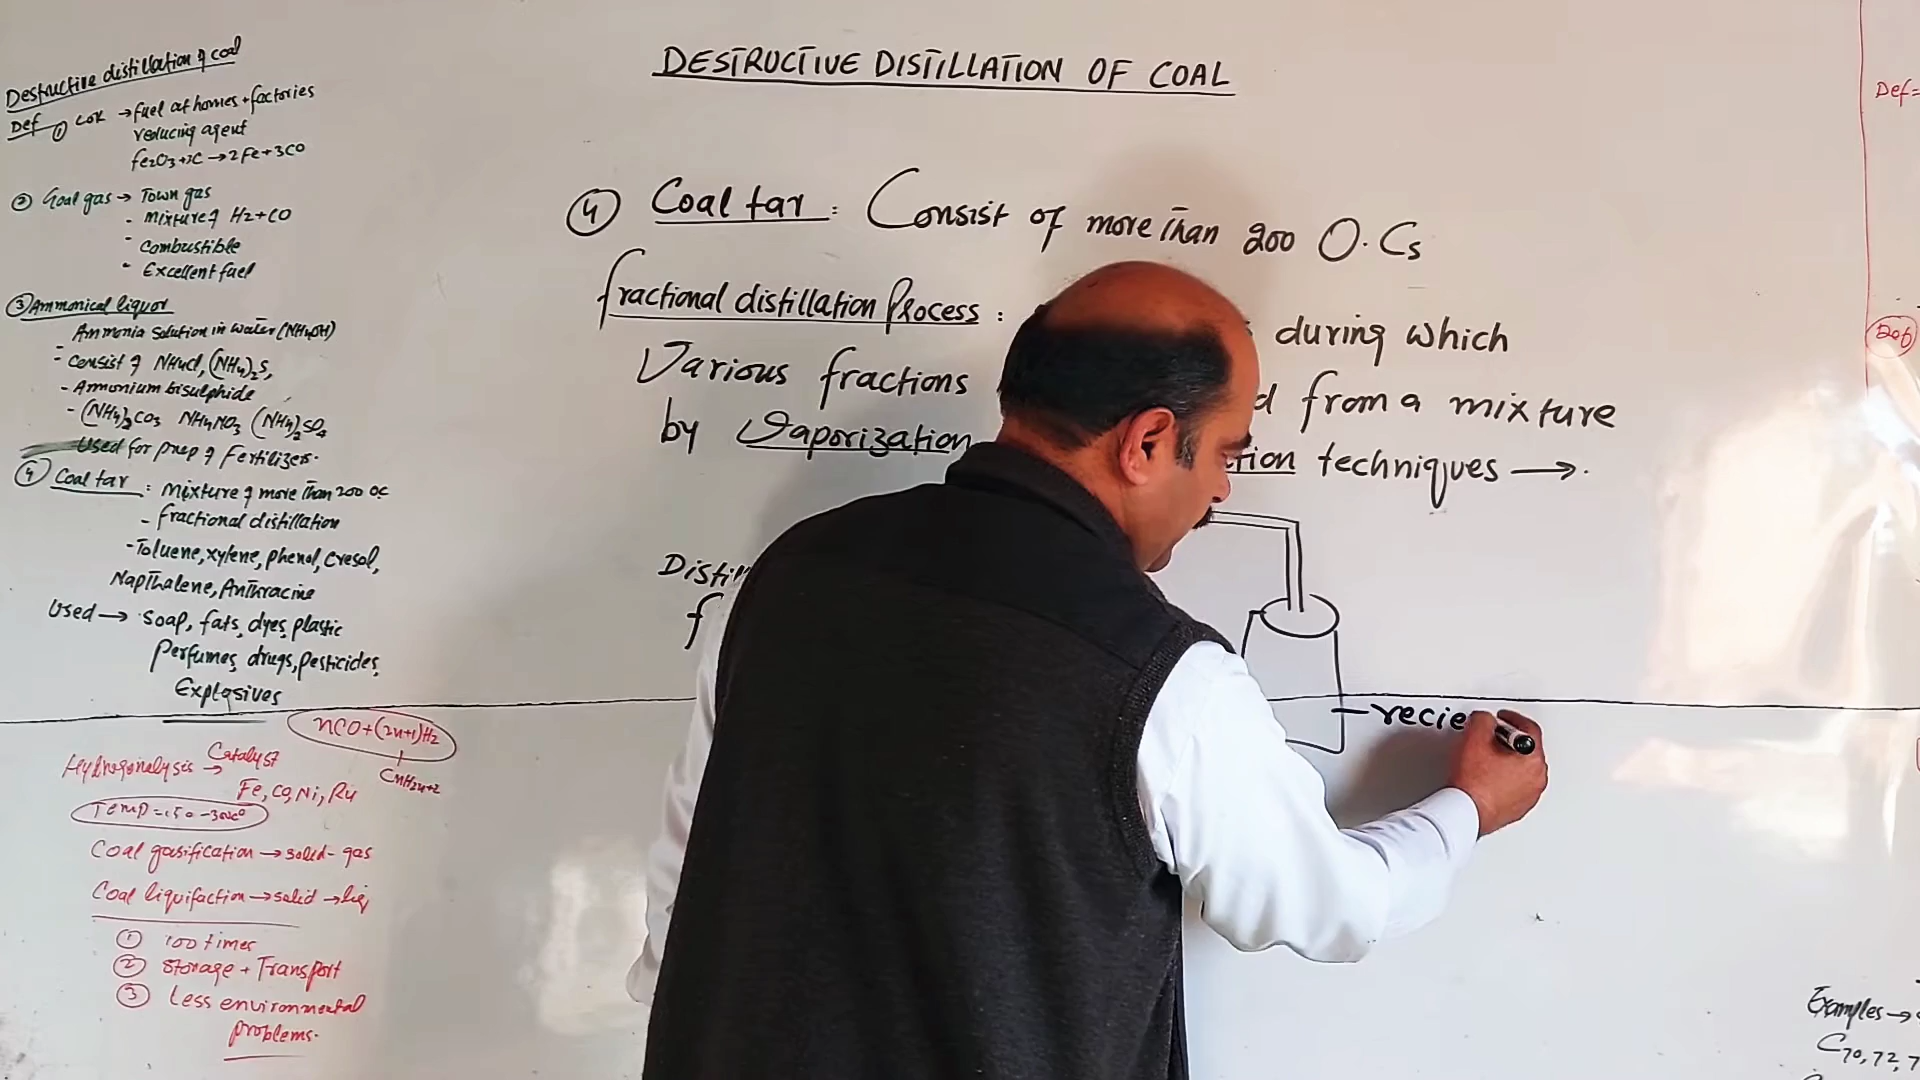 DESTRUCTIVE DISTILLATION OF COAL
Destructive distillation of coal
Def ① Cok → fuel at homes + factories
reducing agent
Fe2O3 + 3C → 2Fe + 3CO
② Goal gas → Town gas
- mixture of H2 + CO
- Combustible
- Excellent fuel
③ Ammonical liquor
- Ammonia solution in water (NH4OH)
- Consist of NH4Cl, (NH4)2S,
- Ammonium bisulphide
- (NH4)2CO3 NH4NO3 (NH4)2SO4
Used for prep of Fertilizers.
④ Coal tar : mixture of more than 200 OC
- fractional distillation
- Toluene, xylene, phenol, cresol,
Napthalene, Anthracine
Used → soap, fats, dyes, plastic
Perfumes, drugs, pesticides,
Explosives
nCO + (2n+1)H2
CnH2n+2
Catalyst
→
Fe, CO, Ni, Ru
Coal gasification → solid - gas
Coal liquifaction → solid → liq
① 100 times
② Storage + Transport
③ Less environmental
problems.
④ Coal tar : Consist of more than 200 O.Cs
fractional distillation Process : during which
Various fractions from a mixture
by Vaporization techniques → .
recie
Def =
Def
Examples →
C70, 72, 7